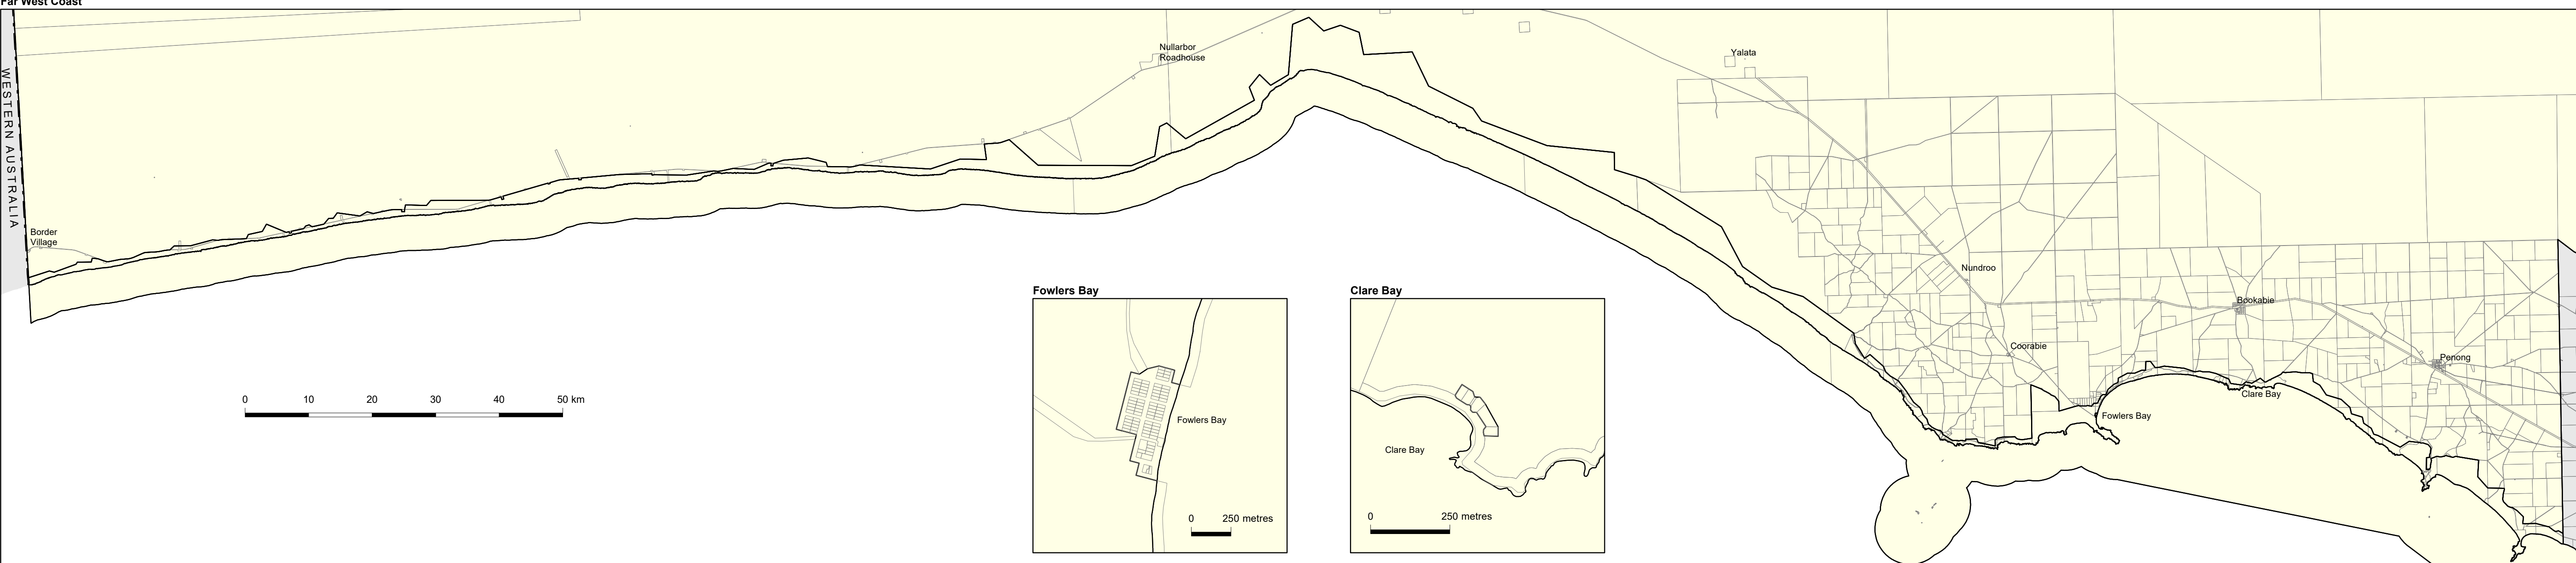 Far West Coast
WESTERN AUSTRALIA
Nullarbor
Roadhouse
Yalata
Border
Village
Nundroo
Bookabie
Coorabie
Penong
Clare Bay
Fowlers Bay
Fowlers Bay
Fowlers Bay
0 250 metres
Clare Bay
Clare Bay
0 250 metres
0 10 20 30 40 50 km